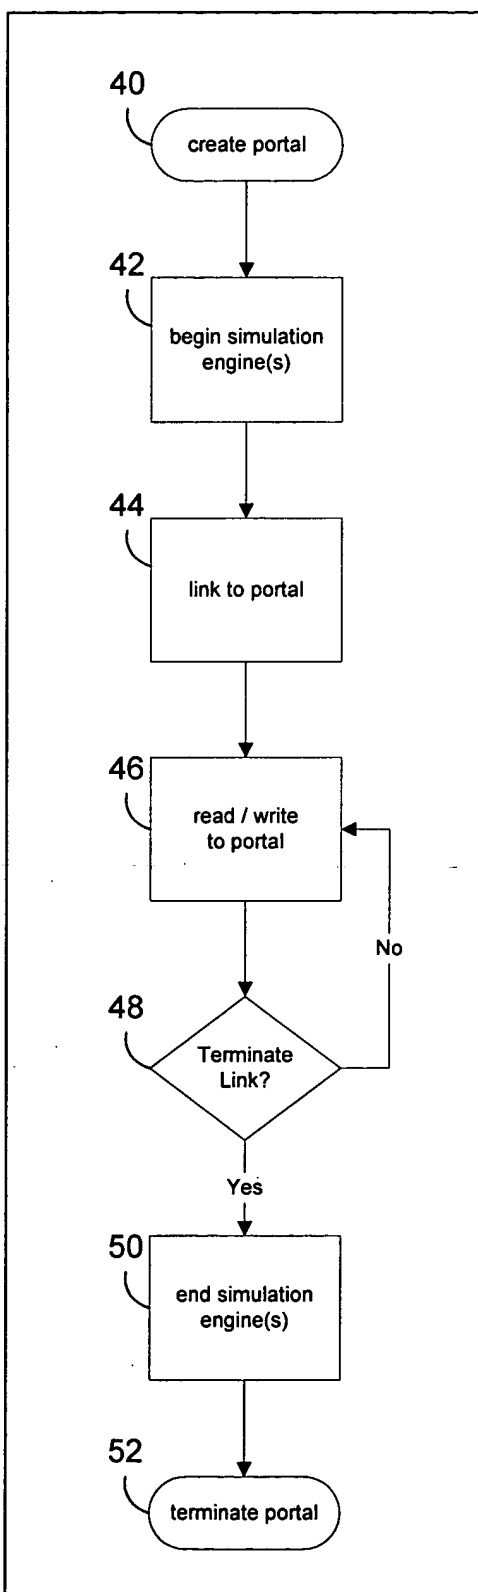 40
create portal
42
begin simulation
engine(s)
44
link to portal
46
read / write
to portal
No
48
Terminate
Link?
Yes
50
end simulation
engine(s)
52
terminate portal